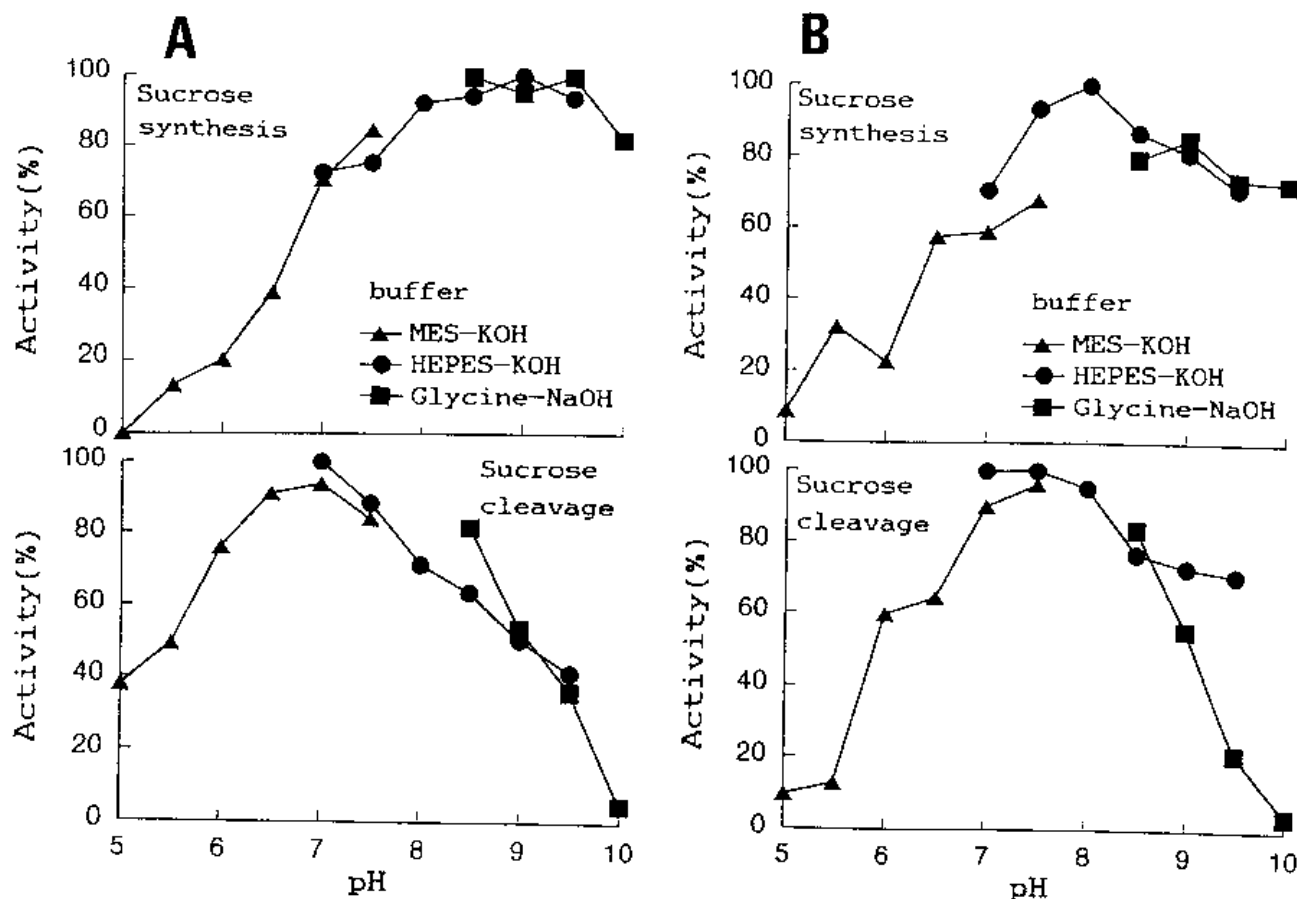 A
B
Sucrose
synthesis
Activity(%)
100
80
60
40
20
0
buffer
MES-KOH
HEPES-KOH
Glycine-NaOH
Sucrose
synthesis
Activity(%)
100
80
60
40
20
0
buffer
MES-KOH
HEPES-KOH
Glycine-NaOH
Sucrose
cleavage
Activity(%)
100
80
60
40
20
0
5 6 7 8 9 10
pH
Sucrose
cleavage
Activity(%)
100
80
60
40
20
0
5 6 7 8 9 10
pH